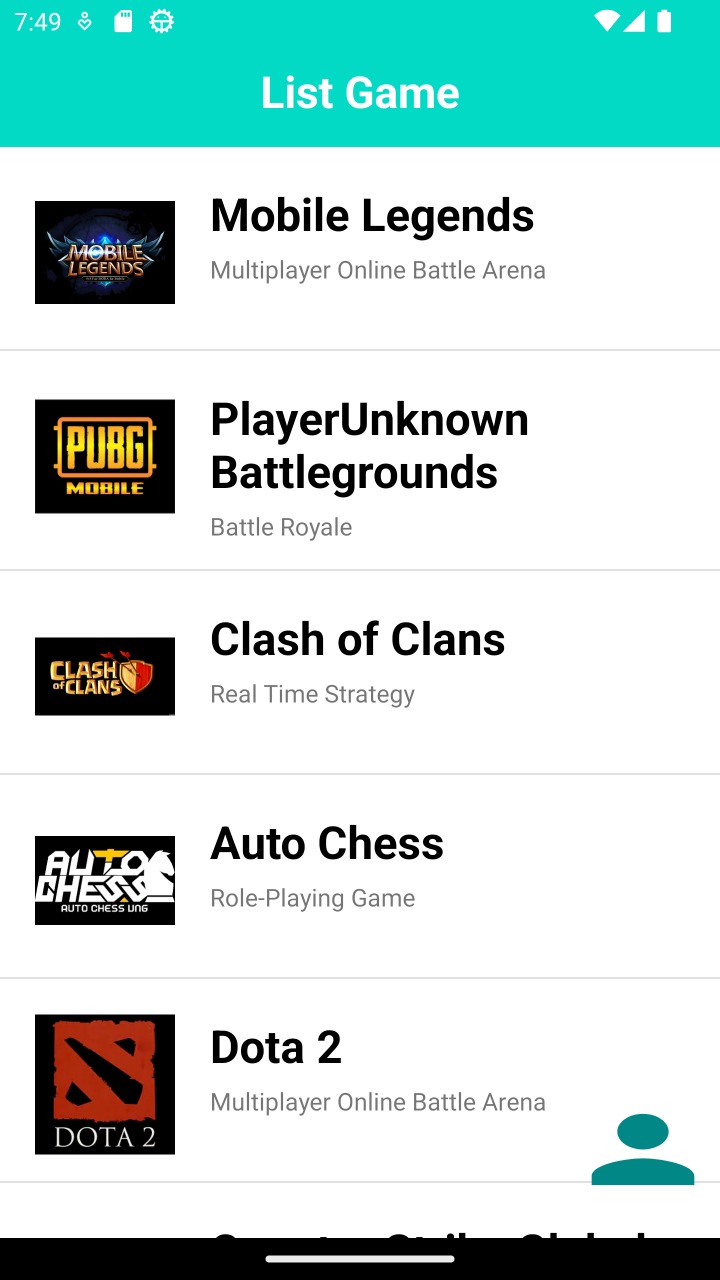 7:49
List Game
MOBILE
LEGENDS
Mobile Legends
Multiplayer Online Battle Arena
PUBG
MOBILE
PlayerUnknown
Battlegrounds
Battle Royale
CLASH
of CLANS
Clash of Clans
Real Time Strategy
AUTO
CHESS
AUTO CHESS VNG
Auto Chess
Role-Playing Game
DOTA 2
Dota 2
Multiplayer Online Battle Arena